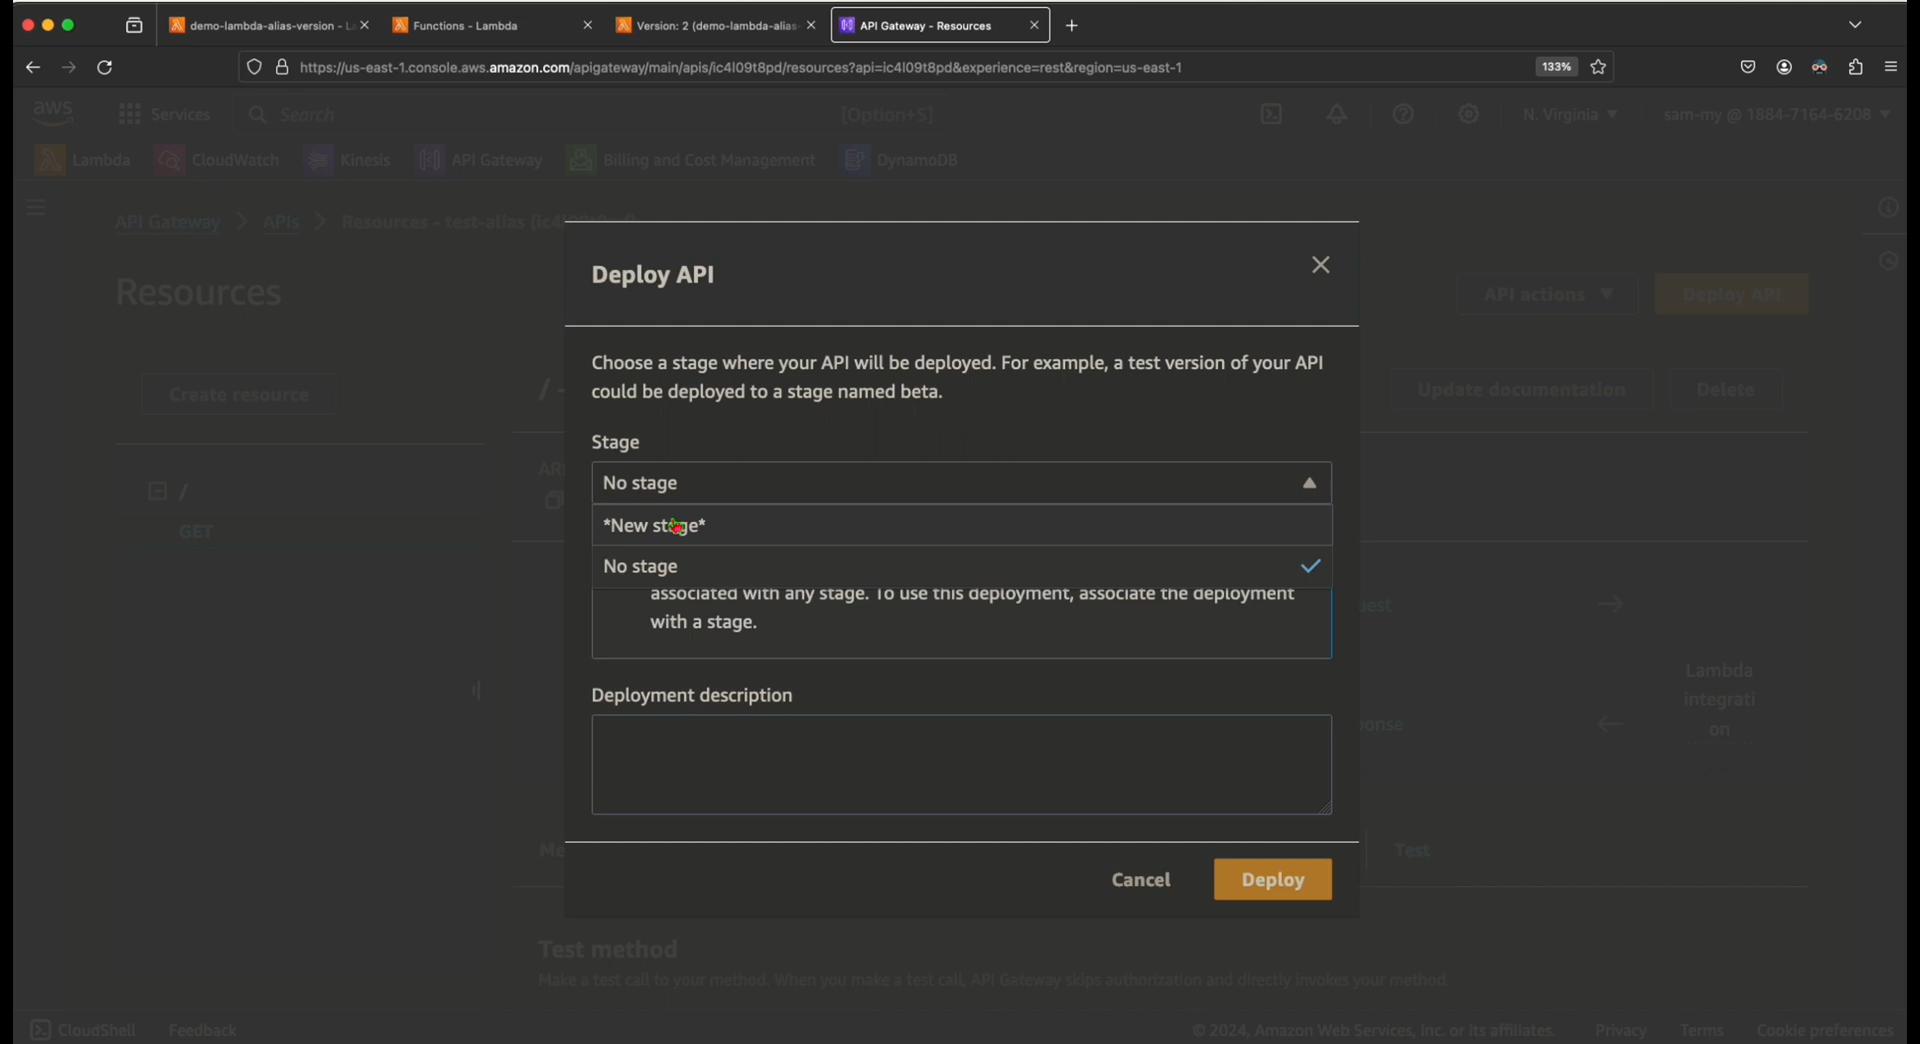 demo-lambda-alias-version - La
Functions - Lambda
Version: 2 (demo-lambda-alias-
API Gateway - Resources
https://us-east-1.console.aws.amazon.com/apigateway/main/apis/ic4l09t8pd/resources?api=ic4l09t8pd&experience=rest&region=us-east-1
133%
aws
Services
Search
[Option+S]
N. Virginia
sam-my @ 1884-7164-6208
Lambda
CloudWatch
Kinesis
API Gateway
Billing and Cost Management
DynamoDB
API Gateway
APIs
Resources - test-alias
Resources
API actions
Deploy API
Create resource
/
Update documentation
Delete
/
GET
Deploy API
Choose a stage where your API will be deployed. For example, a test version of your API
could be deployed to a stage named beta.
Stage
No stage
*New stage*
No stage
associated with any stage. To use this deployment, associate the deployment
with a stage.
Deployment description
Cancel
Deploy
Lambda
integrati
on
Test
Test method
Make a test call to your method. When you make a test call, API Gateway skips authorization and directly invokes your method.
CloudShell
Feedback
© 2024, Amazon Web Services, Inc. or its affiliates.
Privacy
Terms
Cookie preferences